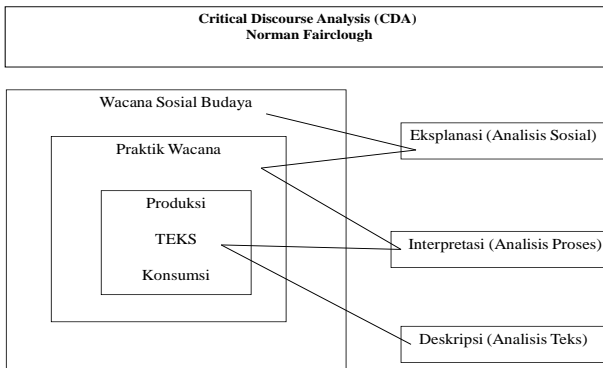 Critical Discourse Analysis (CDA)
Norman Fairclough
Wacana Sosial Budaya
Praktik Wacana
Produksi
TEKS
Konsumsi
Eksplanasi (Analisis Sosial)
Interpretasi (Analisis Proses)
Deskripsi (Analisis Teks)